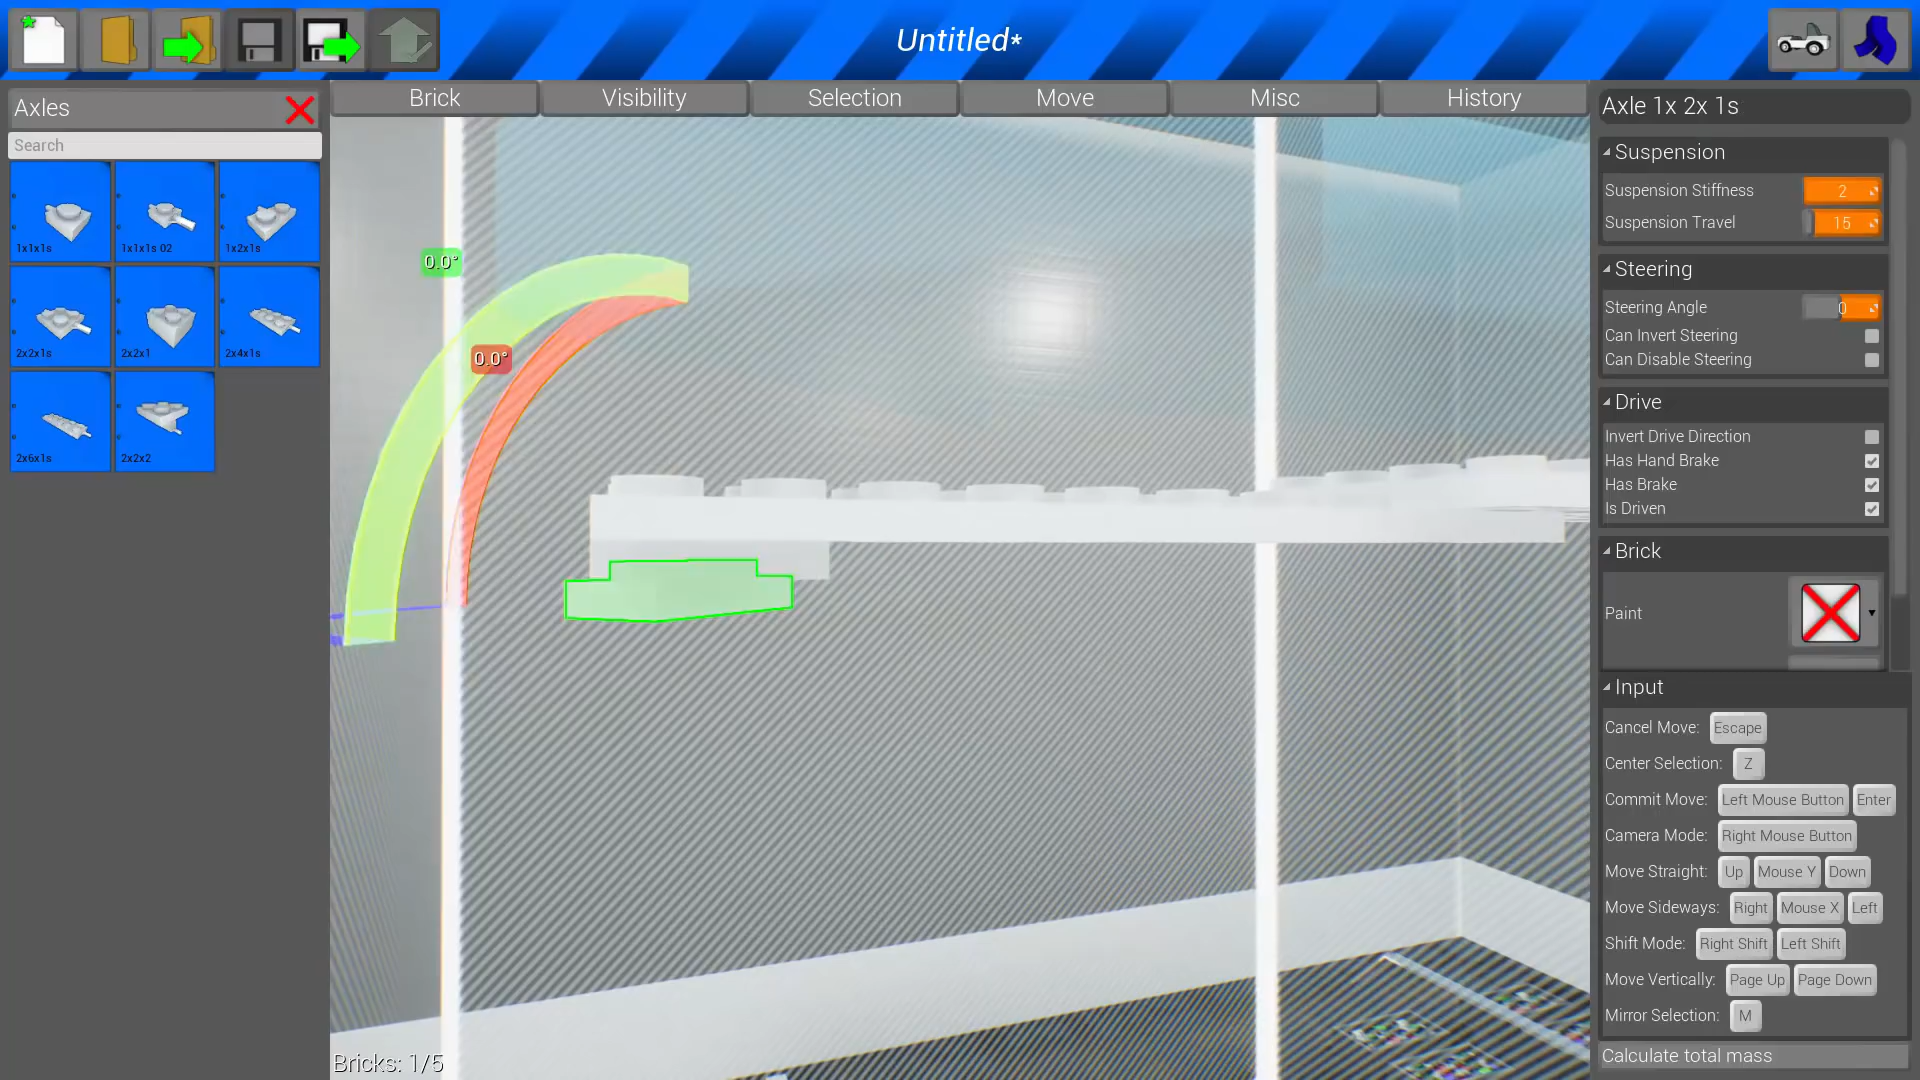 Untitled*
Axles
Search
1x1x1s
1x1x1s 02
1x2x1s
2x2x1s
2x2x1
2x4x1s
2x6x1s
2x2x2
Brick
Visibility
Selection
Move
Misc
History
0.0°
0.0°
Bricks: 1/5
Axle 1x 2x 1s
Suspension
Suspension Stiffness 2
Suspension Travel 15
Steering
Steering Angle 0
Can Invert Steering
Can Disable Steering
Drive
Invert Drive Direction
Has Hand Brake
Has Brake
Is Driven
Brick
Paint
Input
Cancel Move: Escape
Center Selection: Z
Commit Move: Left Mouse Button Enter
Camera Mode: Right Mouse Button
Move Straight: Up Mouse Y Down
Move Sideways: Right Mouse X Left
Shift Mode: Right Shift Left Shift
Move Vertically: Page Up Page Down
Mirror Selection: M
Calculate total mass